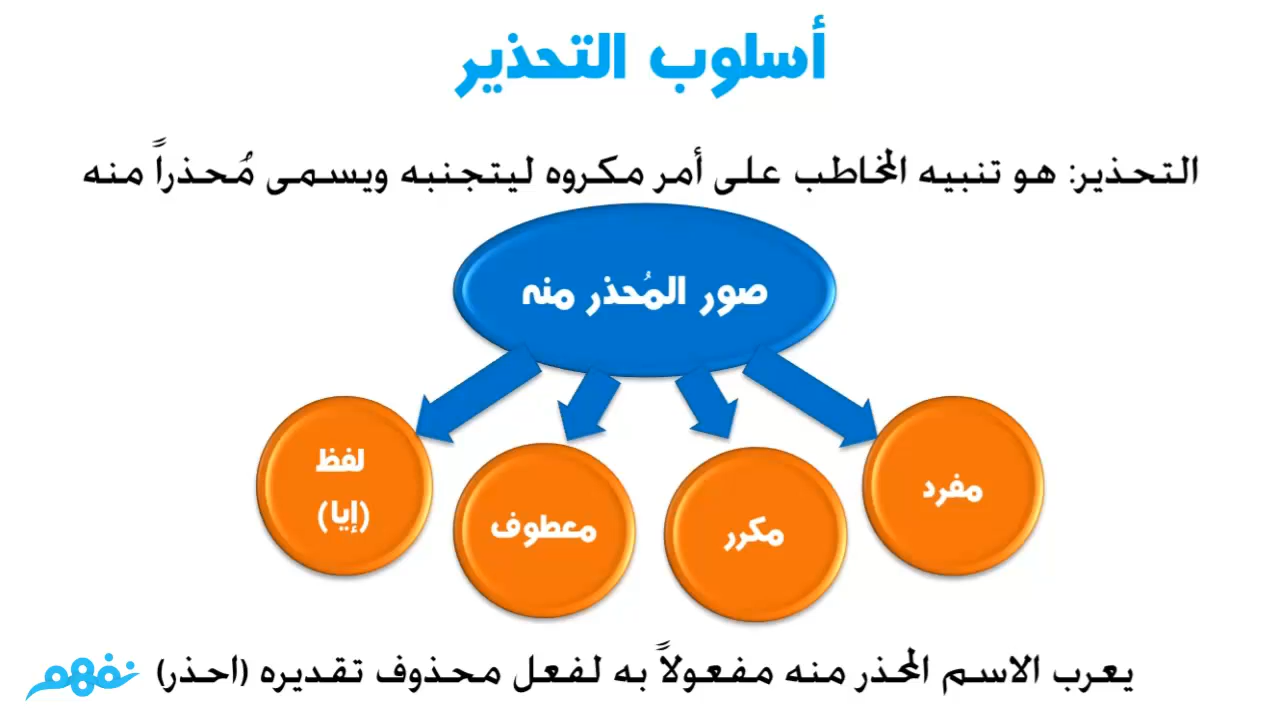 أسلوب التحذير
التحذير: هو تنبيه المخاطب على أمر مكروه ليتجنبه ويسمى مُحذراً منه
صور المُحذر منه
مفرد
مكرر
معطوف
لفظ
(إيا)
يعرب الاسم المحذر منه مفعولاً به لفعل محذوف تقديره (احذر)
نفهم